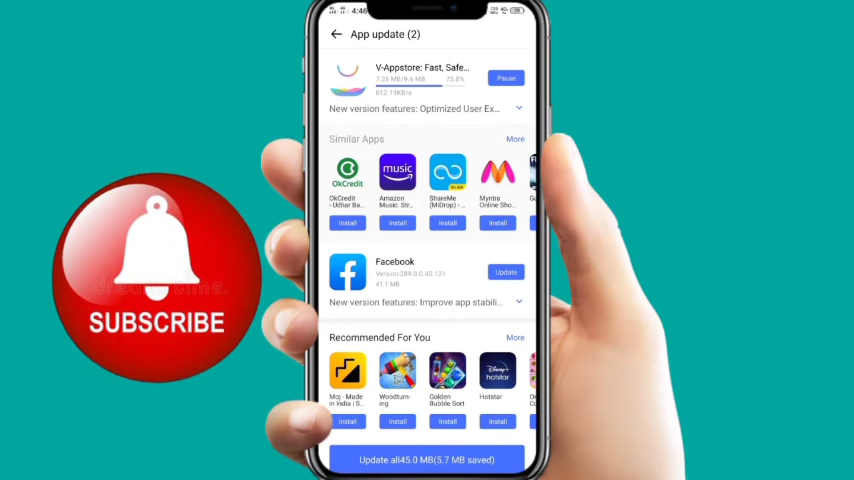 4:46
App update (2)
V-Appstore: Fast, Safe...
7.26 MB/9.6 MB 75.8%
612.19KB/s
Pause
New version features: Optimized User Ex...
Similar Apps More
OkCredit
music
OkCredit
- Udhar Ba...
Amazon
Music: Str...
ShareMe
(MiDrop) - ...
Myntra
Online Sho...
Install Install Install Install
Facebook
Version:289.0.0.40.121
41.1 MB
Update
New version features: Improve app stabili...
Recommended For You More
Disney+
hotstar
Moj - Made
in India | S...
Woodturn-
ing
Golden
Bubble Sort
Hotstar
Install Install Install Install
Update all45.0 MB(5.7 MB saved)
SUBSCRIBE